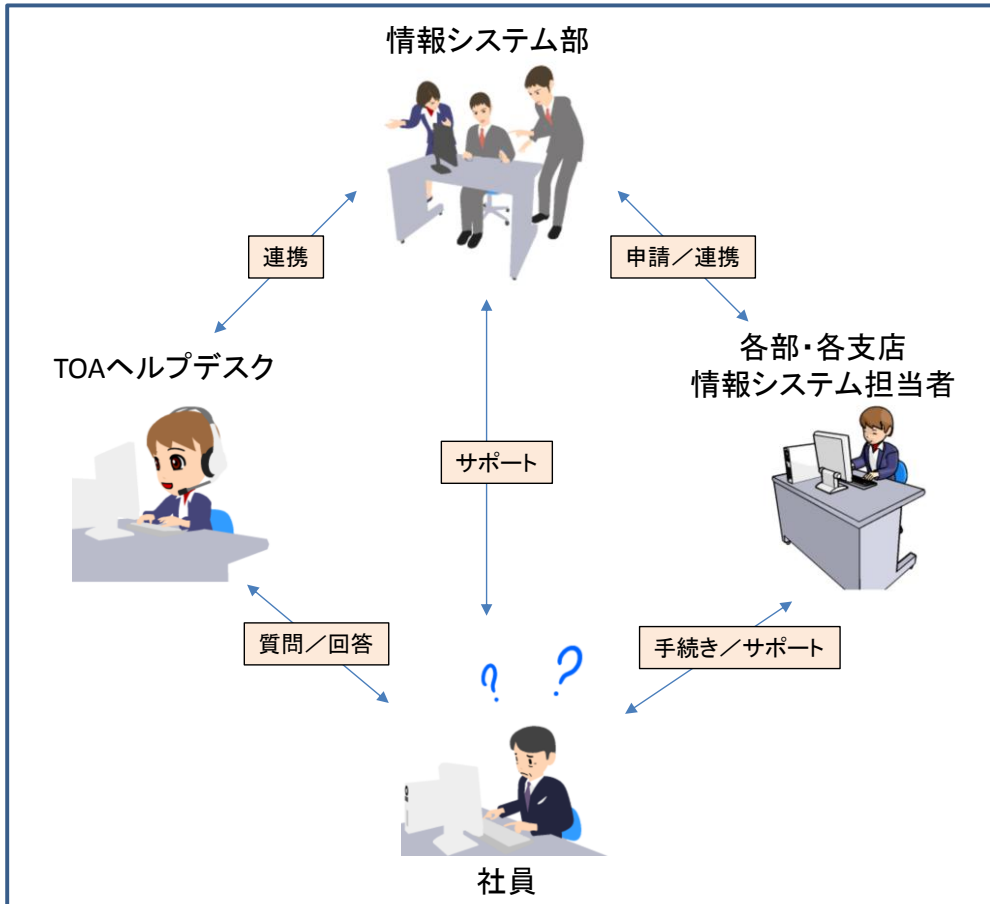 情報システム部
連携
申請／連携
TOAヘルプデスク
各部・各支店
情報システム担当者
サポート
質問／回答
手続き／サポート
? ?
社員